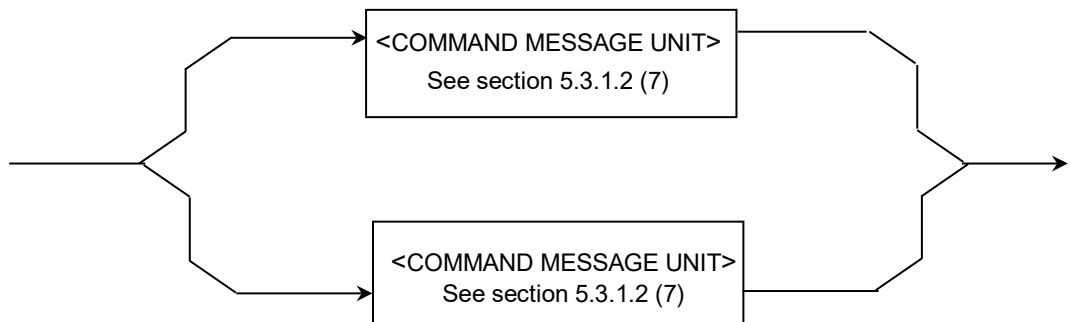 <COMMAND MESSAGE UNIT>
See section 5.3.1.2 (7)
<COMMAND MESSAGE UNIT>
See section 5.3.1.2 (7)